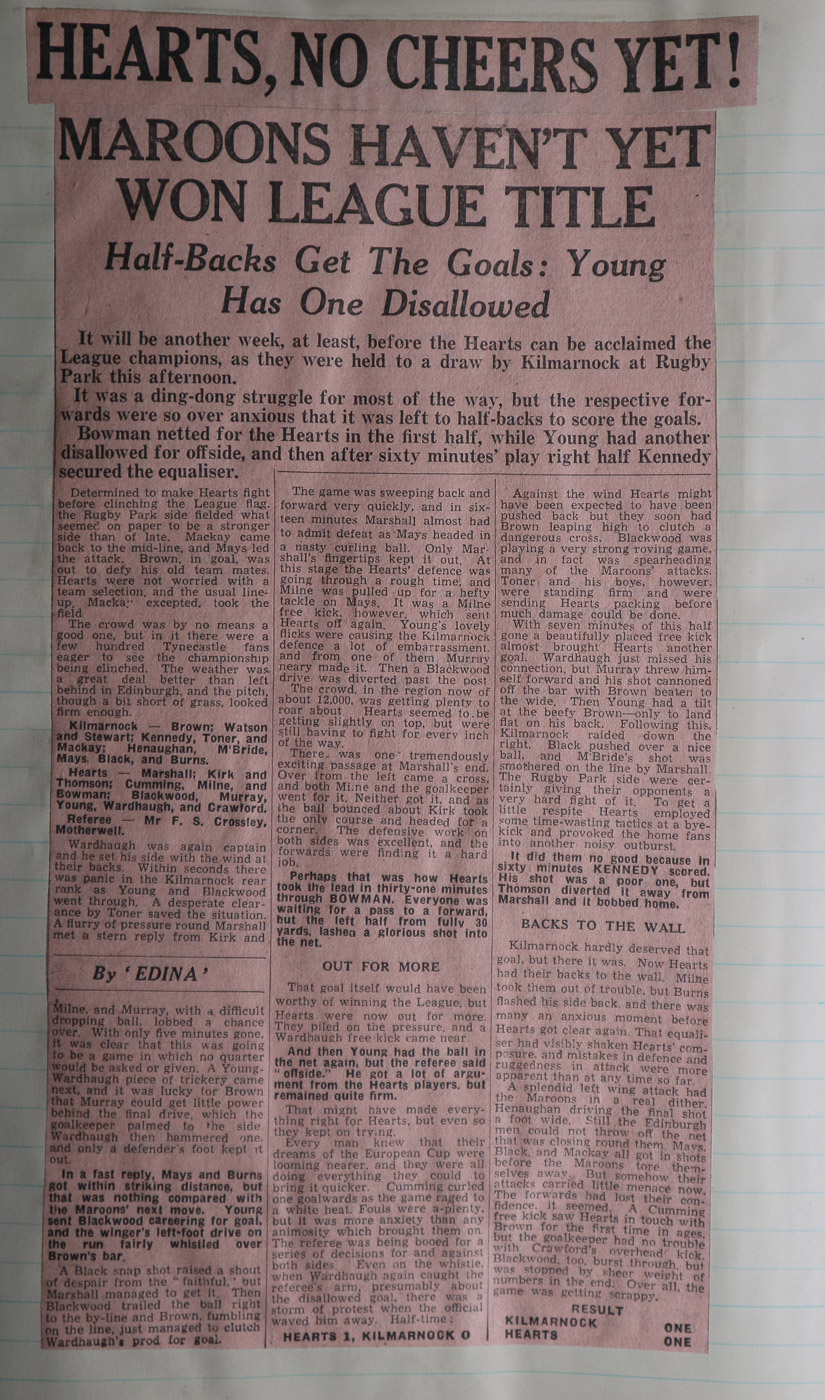 HEARTS, NO CHEERS YET!
MAROONS HAVEN'T YET
WON LEAGUE TITLE
Half-Backs Get The Goals: Young
Has One Disallowed
It will be another week, at least, before the Hearts can be acclaimed the
League champions, as they were held to a draw by Kilmarnock at Rugby
Park this afternoon.
It was a ding-dong struggle for most of the way, but the respective for-
wards were so over anxious that it was left to half-backs to score the goals.
Bowman netted for the Hearts in the first half, while Young had another
disallowed for offside, and then after sixty minutes' play right half Kennedy
secured the equaliser.
Determined to make Hearts fight
before clinching the League flag,
the Rugby Park side fielded what
seemed on paper to be a stronger
side than of late. Mackay came
back to the mid-line, and Mays led
the attack. Brown, in goal, was
out to defy his old team mates.
Hearts were not worried with a
team selection, and the usual line-
up, Mackay excepted, took the
field.
The crowd was by no means a
good one, but in it there were a
few hundred Tynecastle fans
eager to see the championship
being clinched. The weather was
a great deal better than left
behind in Edinburgh, and the pitch,
though a bit short of grass, looked
firm enough.
Kilmarnock — Brown; Watson
and Stewart; Kennedy, Toner, and
Mackay; Henaughan, M'Bride,
Mays, Black, and Burns.
Hearts — Marshall; Kirk and
Thomson; Cumming, Milne, and
Bowman; Blackwood, Murray,
Young, Wardhaugh, and Crawford.
Referee — Mr F. S. Crossley,
Motherwell.
Wardhaugh was again captain
and he set his side with the wind at
their backs. Within seconds there
was panic in the Kilmarnock rear
rank as Young and Blackwood
went through. A desperate clear-
ance by Toner saved the situation.
A flurry of pressure round Marshall
met a stern reply from Kirk and
By 'EDINA'
Milne, and Murray, with a difficult
dropping ball, lobbed a chance
over. With only five minutes gone,
it was clear that this was going
to be a game in which no quarter
would be asked or given. A Young-
Wardhaugh piece of trickery came
next, and it was lucky for Brown
that Murray could get little power
behind the final drive, which the
goalkeeper palmed to the side
Wardhaugh then hammered one,
and only a defender's foot kept it
out.
In a fast reply, Mays and Burns
got within striking distance, but
that was nothing compared with
the Maroons' next move. Young
sent Blackwood careering for goal,
and the winger's left-foot drive on
the run fairly whistled over
Brown's bar.
A Black snap shot raised a shout
of despair from the "faithful," but
Marshall managed to get it. Then
Blackwood trailed the ball right
to the by-line and Brown, fumbling
on the line, just managed to clutch
Wardhaugh's prod for goal.
The game was sweeping back and
forward very quickly, and in six-
teen minutes Marshall almost had
to admit defeat as Mays headed in
a nasty curling ball. Only Mar-
shall's fingertips kept it out. At
this stage the Hearts' defence was
going through a rough time, and
Milne was pulled up for a hefty
tackle on Mays. It was a Milne
free kick, however, which sent
Hearts off again. Young's lovely
flicks were causing the Kilmarnock
defence a lot of embarrassment,
and from one of them Murray
neary made it. Then a Blackwood
drive was diverted past the post
The crowd, in the region now of
about 12,000, was getting plenty to
roar about. Hearts seemed to be
getting slightly on top, but were
still having to fight for every inch
of the way.
There was one tremendously
exciting passage at Marshall's end.
Over from the left came a cross,
and both Milne and the goalkeeper
went for it. Neither got it, and as
the ball bounced about Kirk took
the only course and headed for a
corner. The defensive work on
both sides was excellent, and the
forwards were finding it a hard
job.
Perhaps that was how Hearts
took the lead in thirty-one minutes
through BOWMAN. Everyone was
waiting for a pass to a forward,
but the left half from fully 30
yards, lashed a glorious shot into
the net.
OUT FOR MORE
That goal itself would have been
worthy of winning the League, but
Hearts were now out for more.
They piled on the pressure, and a
Wardhaugh free-kick came near.
And then Young had the ball in
the net again, but the referee said
"offside." He got a lot of argu-
ment from the Hearts players, but
remained quite firm.
That might have made every-
thing right for Hearts, but even so
they kept on trying.
Every man knew that their
dreams of the European Cup were
looming nearer, and they were all
doing everything they could to
bring it quicker. Cumming curled
one goalwards as the game raged to
a white heat. Fouls were a-plenty,
but it was more anxiety than any
animosity which brought them on.
The referee was being booed for a
series of decisions for and against
both sides. Even on the whistle,
when Wardhaugh again caught the
referee's arm, presumably about
the disallowed goal, there was a
storm of protest when the official
waved him away. Half-time:
HEARTS 1, KILMARNOCK 0
Against the wind Hearts might
have been expected to have been
pushed back but they soon had
Brown leaping high to clutch a
dangerous cross. Blackwood was
playing a very strong roving game,
and in fact was spearheading
many of the Maroons' attacks.
Toner and his boys, however,
were standing firm and were
sending Hearts packing before
much damage could be done.
With seven minutes of this half
gone a beautifully placed free kick
almost brought Hearts another
goal. Wardhaugh just missed his
connection, but Murray threw him-
self forward and his shot cannoned
off the bar with Brown beaten to
the wide. Then Young had a tilt
at the beefy Brown—only to land
flat on his back. Following this,
Kilmarnock raided down the
right. Black pushed over a nice
ball, and M'Bride's shot was
smothered on the line by Marshall.
The Rugby Park side were cer-
tainly giving their opponents a
very hard fight of it. To get a
little respite Hearts employed
some time-wasting tactics at a bye-
kick and provoked the home fans
into another noisy outburst.
It did them no good because in
sixty minutes KENNEDY scored.
His shot was a poor one, but
Thomson diverted it away from
Marshall and it bobbed home.
BACKS TO THE WALL
Kilmarnock hardly deserved that
goal, but there it was. Now Hearts
had their backs to the wall. Milne
took them out of trouble, but Burns
flashed his side back, and there was
many an anxious moment before
Hearts got clear again. That equali-
ser had visibly shaken Hearts' com-
posure, and mistakes in defence and
ruggedness in attack were more
apparent than at any time so far.
A splendid left wing attack had
the Maroons in a real dither,
Henaughan driving the final shot
a foot wide. Still the Edinburgh
men could not throw off the net
that was closing round them. Mays,
Black, and Mackay all got in shots
before the Maroons tore them-
selves away. But somehow their
attacks carried little menace now.
The forwards had lost their con-
fidence, it seemed. A Cumming
free kick saw Hearts in touch with
Brown for the first time in ages,
but the goalkeeper had no trouble
with Crawford's overhead kick.
Blackwood, too, burst through, but
was stopped by sheer weight of
numbers in the end. Over all, the
game was getting scrappy.
RESULT
KILMARNOCK ONE
HEARTS ONE